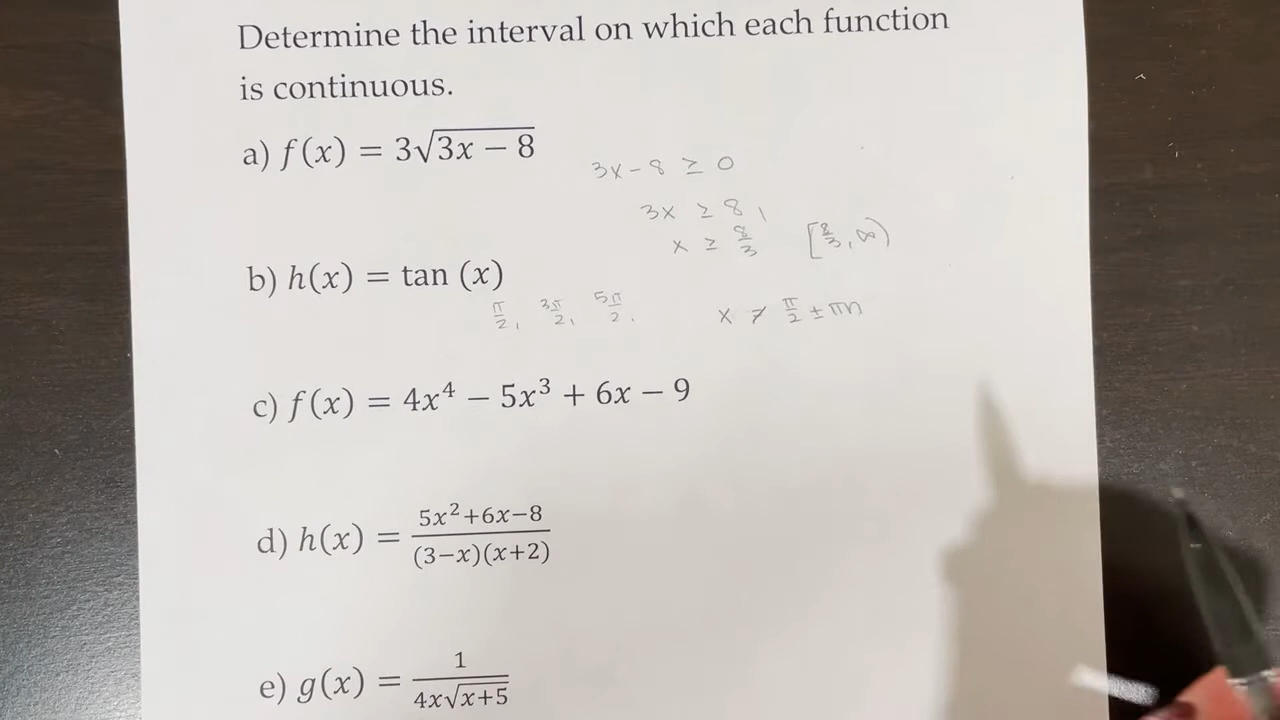 Determine the interval on which each function
is continuous.
a) f(x) = 3√(3x − 8)
3x - 8 ≥ 0
3x ≥ 8
x ≥ 8/3 [8/3, ∞)
b) h(x) = tan (x)
π/2, 3π/2, 5π/2. x ≠ π/2 ± πn
c) f(x) = 4x⁴ − 5x³ + 6x − 9
d) h(x) = 5x²+6x−8 / (3−x)(x+2)
e) g(x) = 1 / 4x√(x+5)